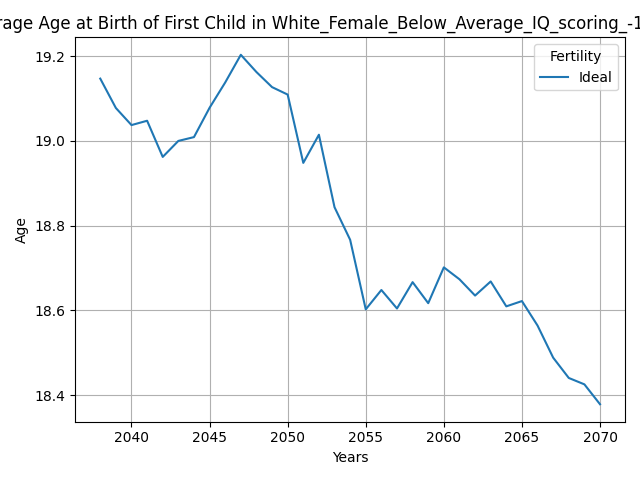 rage Age at Birth of First Child in White_Female_Below_Average_IQ_scoring_-1
Fertility
Ideal
19.2
19.0
18.8
18.6
18.4
Age
2040 2045 2050 2055 2060 2065 2070
Years